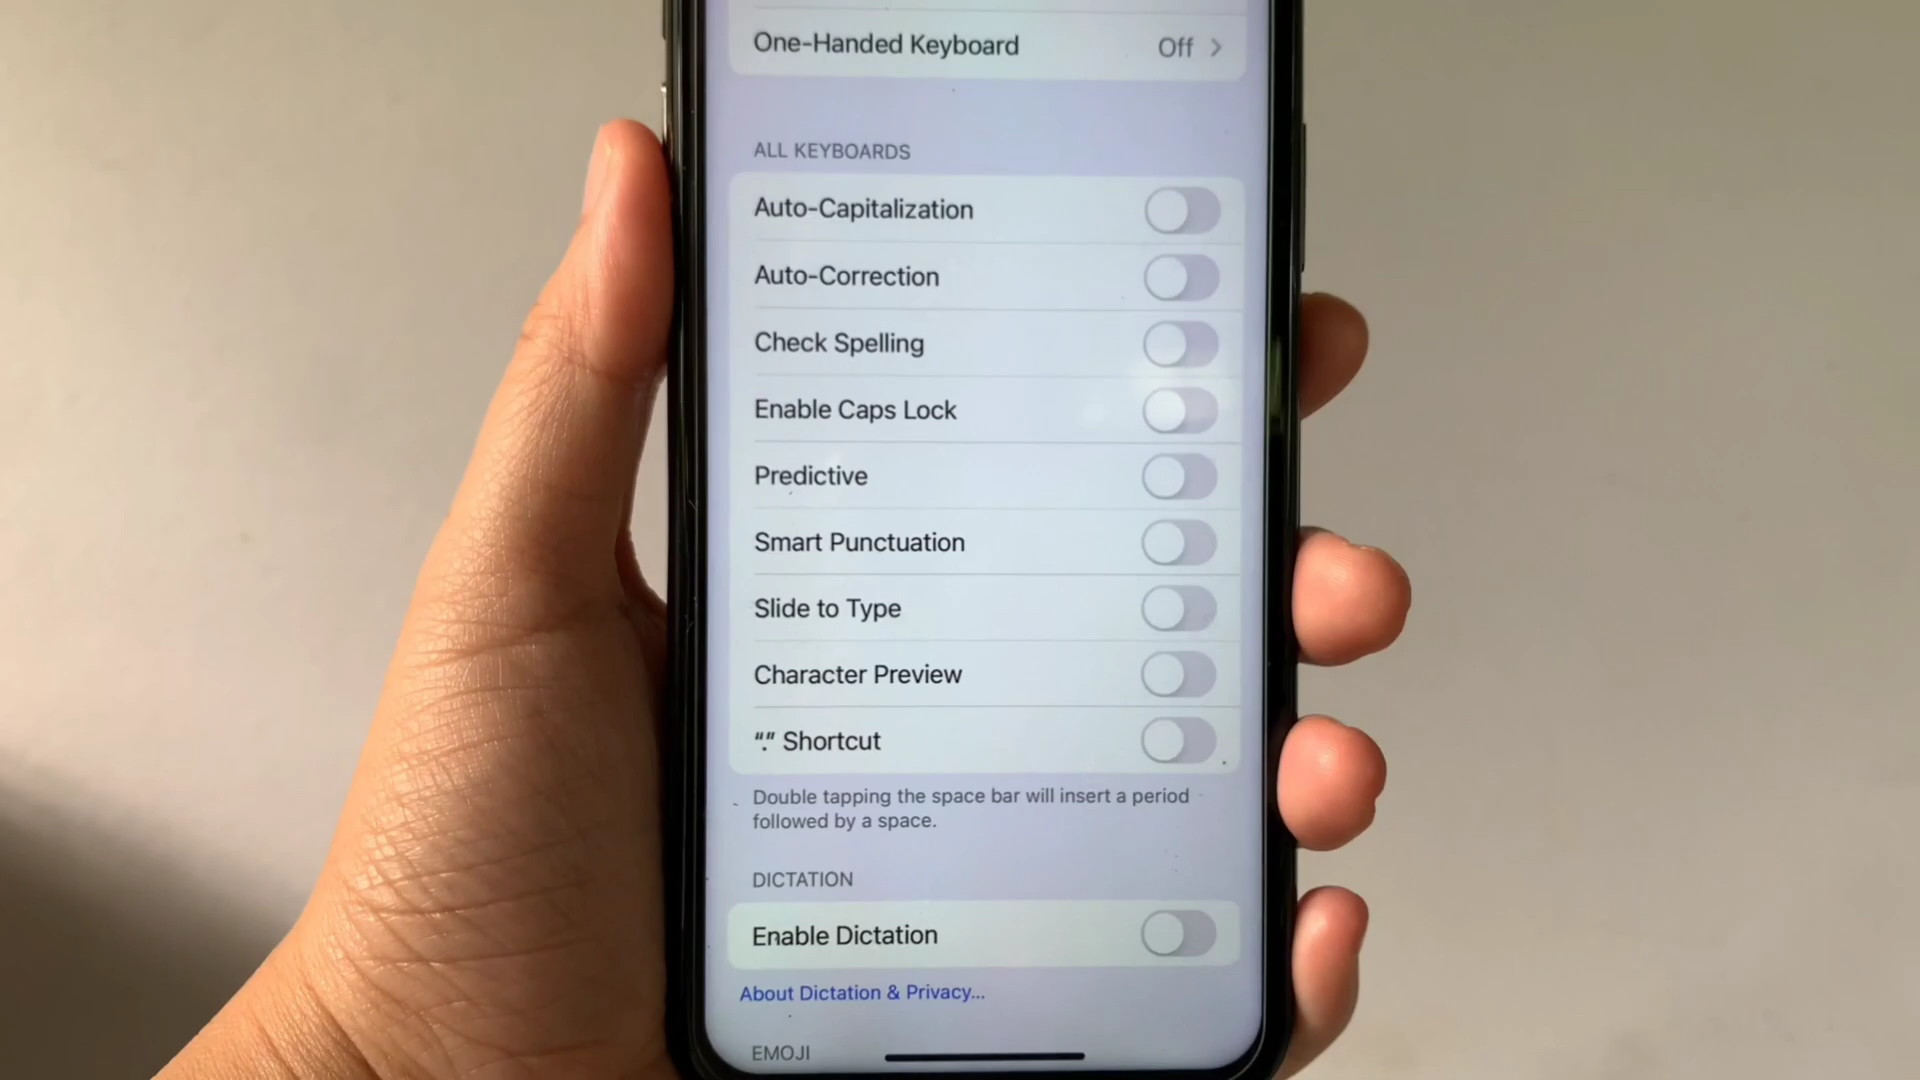 One-Handed Keyboard Off
ALL KEYBOARDS
Auto-Capitalization
Auto-Correction
Check Spelling
Enable Caps Lock
Predictive
Smart Punctuation
Slide to Type
Character Preview
“.” Shortcut
Double tapping the space bar will insert a period
followed by a space.
DICTATION
Enable Dictation
About Dictation & Privacy...
EMOJI